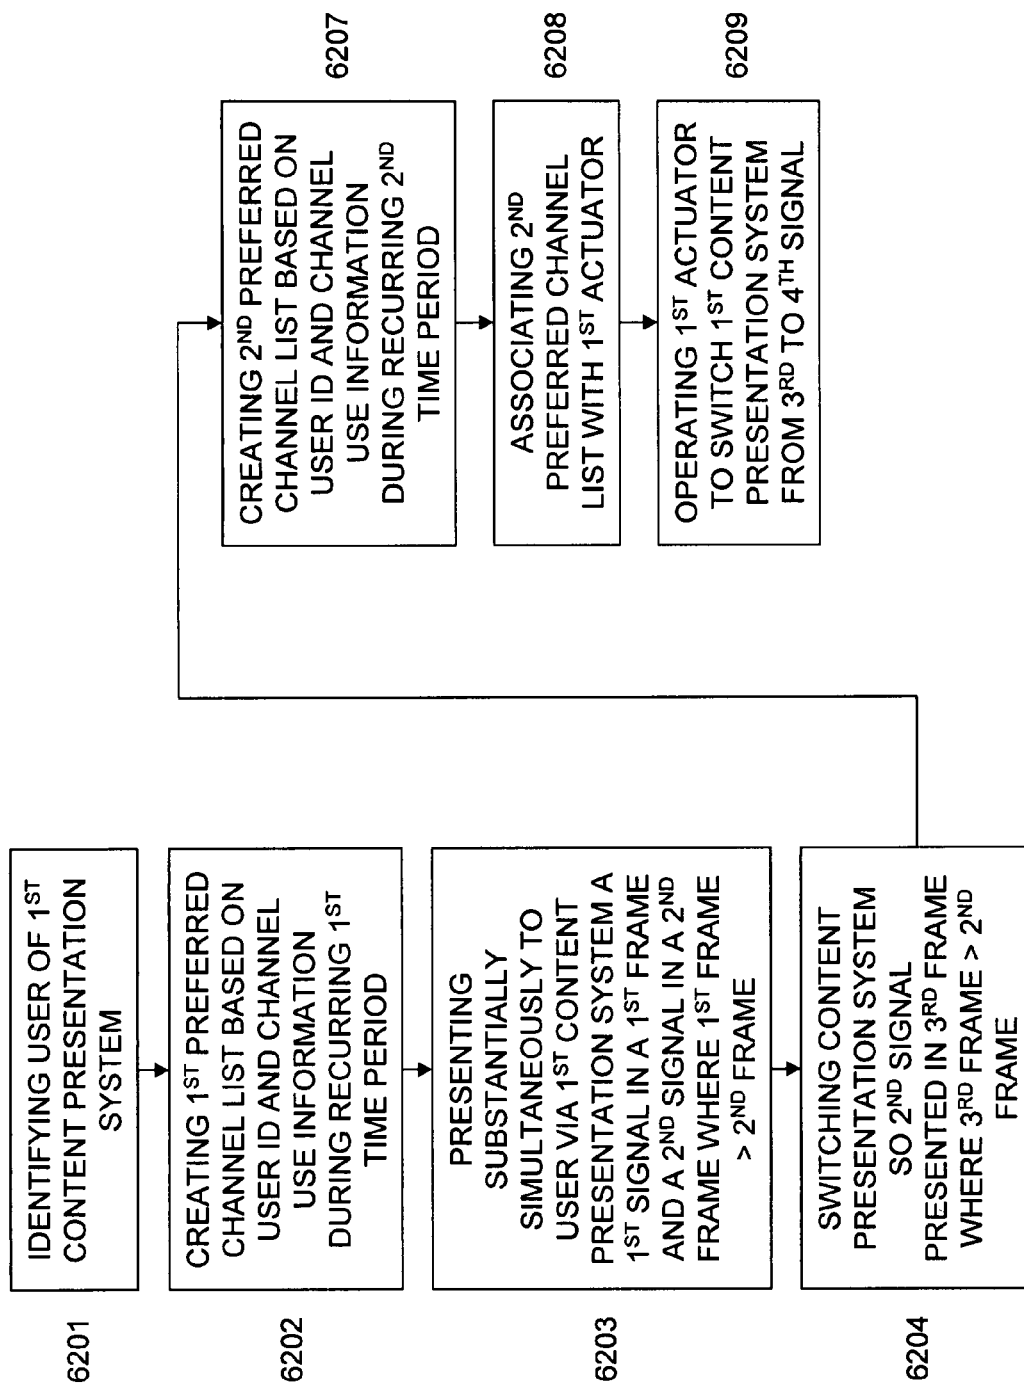 6201
IDENTIFYING USER OF 1ST
CONTENT PRESENTATION
SYSTEM
6202
CREATING 1ST PREFERRED
CHANNEL LIST BASED ON
USER ID AND CHANNEL
USE INFORMATION
DURING RECURRING 1ST
TIME PERIOD
6203
PRESENTING
SUBSTANTIALLY
SIMULTANEOUSLY TO
USER VIA 1ST CONTENT
PRESENTATION SYSTEM A
1ST SIGNAL IN A 1ST FRAME
AND A 2ND SIGNAL IN A 2ND
FRAME WHERE 1ST FRAME
> 2ND FRAME
6204
SWITCHING CONTENT
PRESENTATION SYSTEM
SO 2ND SIGNAL
PRESENTED IN 3RD FRAME
WHERE 3RD FRAME > 2ND
FRAME
CREATING 2ND PREFERRED
CHANNEL LIST BASED ON
USER ID AND CHANNEL
USE INFORMATION
DURING RECURRING 2ND
TIME PERIOD
6207
ASSOCIATING 2ND
PREFERRED CHANNEL
LIST WITH 1ST ACTUATOR
6208
OPERATING 1ST ACTUATOR
TO SWITCH 1ST CONTENT
PRESENTATION SYSTEM
FROM 3RD TO 4TH SIGNAL
6209